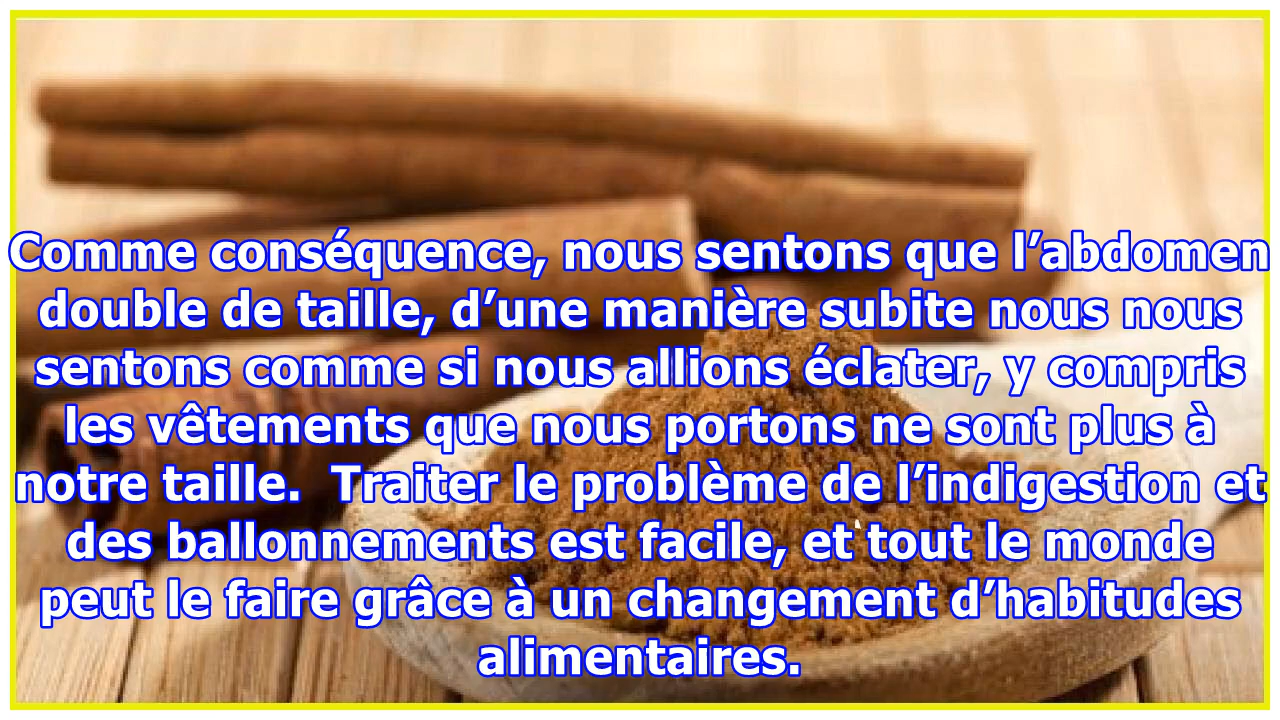 Comme conséquence, nous sentons que l’abdomen
double de taille, d’une manière subite nous nous
sentons comme si nous allions éclater, y compris
les vêtements que nous portons ne sont plus à
notre taille.  Traiter le problème de l’indigestion et
des ballonnements est facile, et tout le monde
peut le faire grâce à un changement d’habitudes
alimentaires.